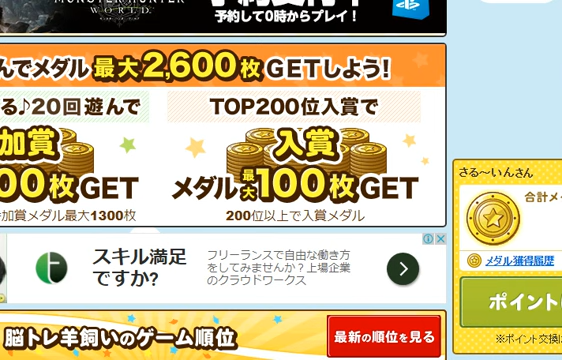 MONSTER HUNTER
WORLD
予約して0時からプレイ!
んでメダル最大2,600枚GETしよう!
る♪20回遊んで
加賞
00枚GET
加賞メダル最大1300枚
TOP200位入賞で
入賞
メダル最大100枚GET
200位以上で入賞メダル
スキル満足
ですか?
フリーランスで自由な働き方
をしてみませんか?上場企業
のクラウドワークス
さる〜いんさん
合計メ
メダル獲得履歴
ポイント
※ポイント交換
脳トレ羊飼いのゲーム順位
最新の順位を見る